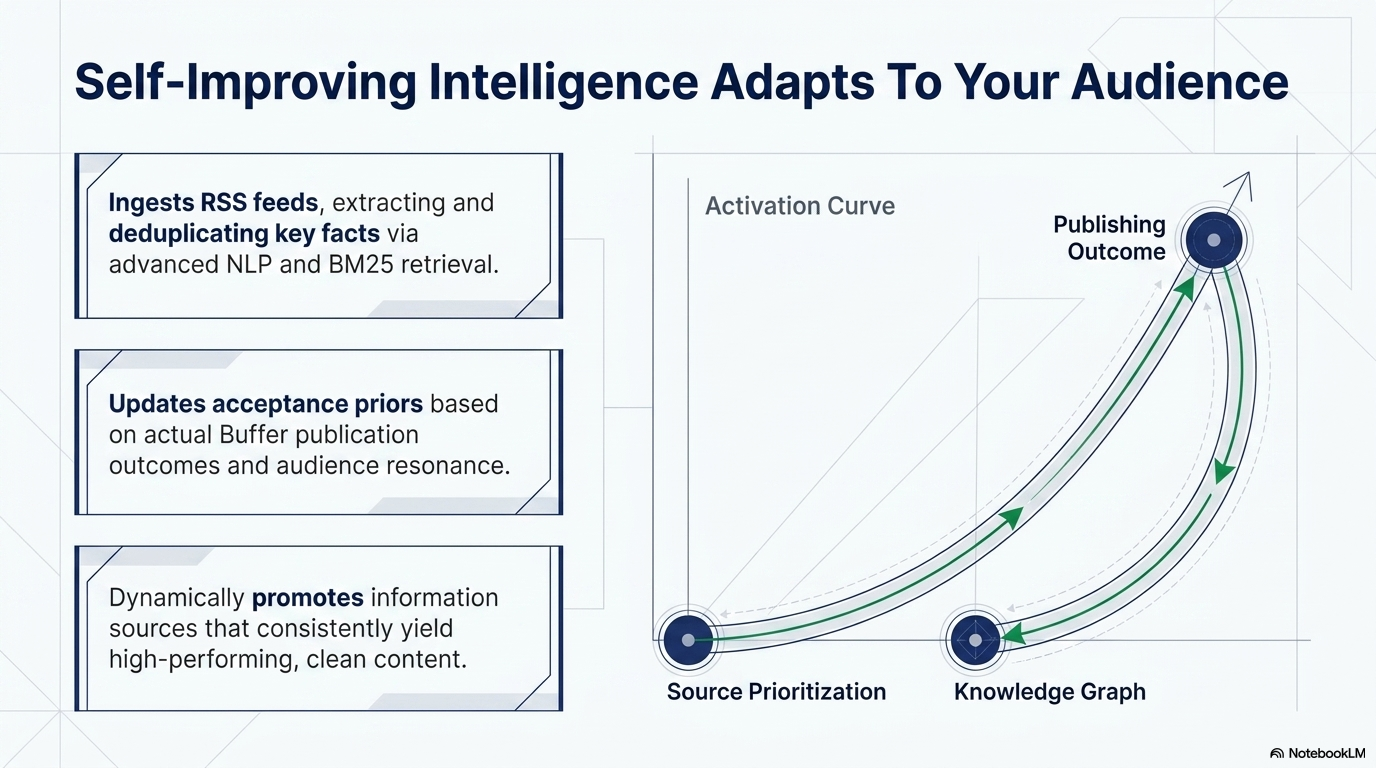 Self-Improving Intelligence Adapts To Your Audience
Ingests RSS feeds, extracting and
deduplicating key facts via
advanced NLP and BM25 retrieval.
Updates acceptance priors based
on actual Buffer publication
outcomes and audience resonance.
Dynamically promotes information
sources that consistently yield
high-performing, clean content.
Activation Curve
Publishing
Outcome
Source Prioritization
Knowledge Graph
NotebookLM